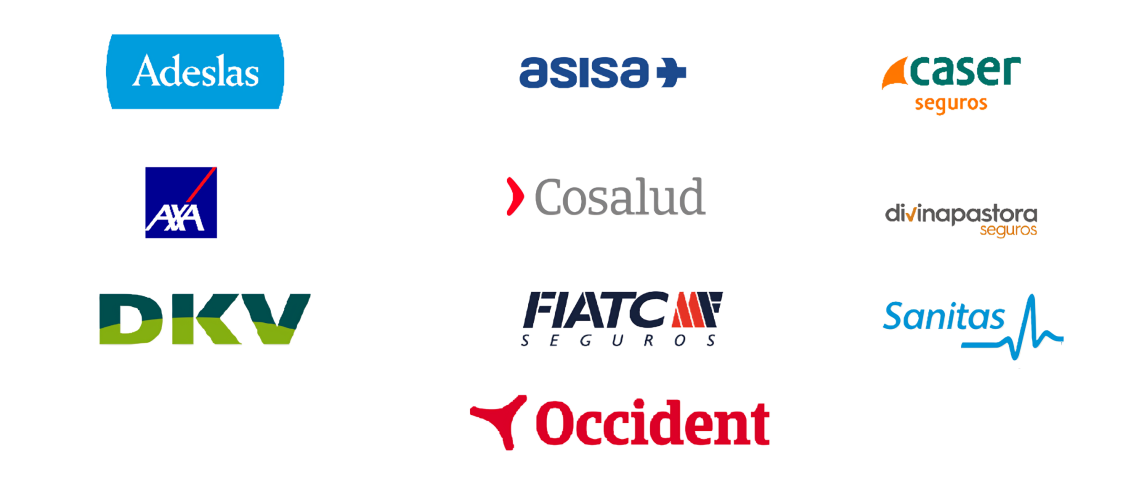 Adeslas
asisa
caser
seguros
AXA
Cosalud
divinapastora
seguros
DKV
FIATC
SEGUROS
Sanitas
Occident